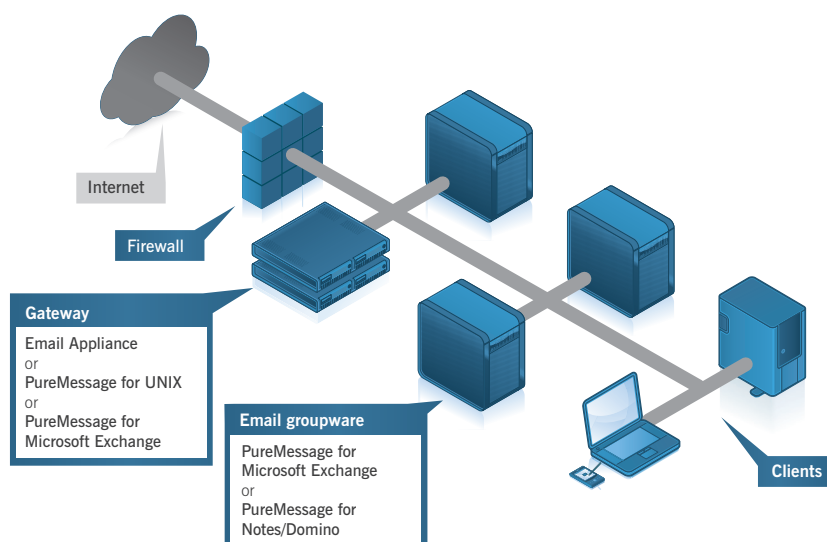 Internet
Firewall
Gateway
Email Appliance
or
PureMessage for UNIX
or
PureMessage for
Microsoft Exchange
Email groupware
PureMessage for
Microsoft Exchange
or
PureMessage for
Notes/Domino
Clients